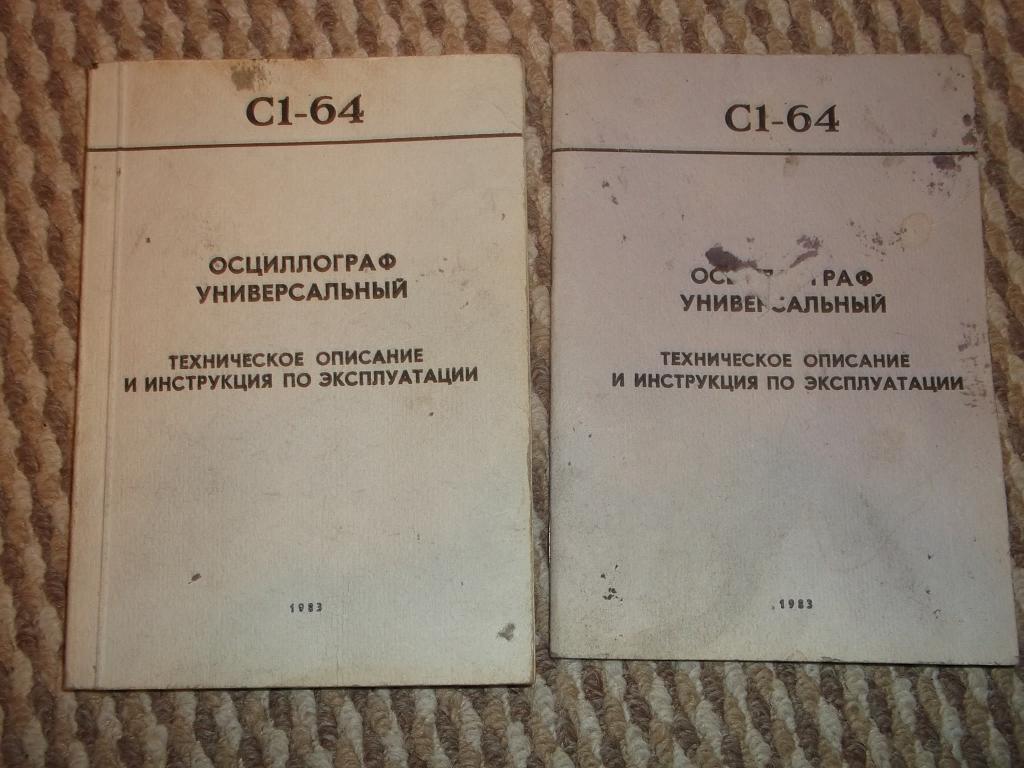 С1-64
ОСЦИЛЛОГРАФ
УНИВЕРСАЛЬНЫЙ
ТЕХНИЧЕСКОЕ ОПИСАНИЕ
И ИНСТРУКЦИЯ ПО ЭКСПЛУАТАЦИИ
1983
С1-64
УНИВЕРСАЛЬНЫЙ
ТЕХНИЧЕСКОЕ ОПИСАНИЕ
И ИНСТРУКЦИЯ ПО ЭКСПЛУАТАЦИИ
1983